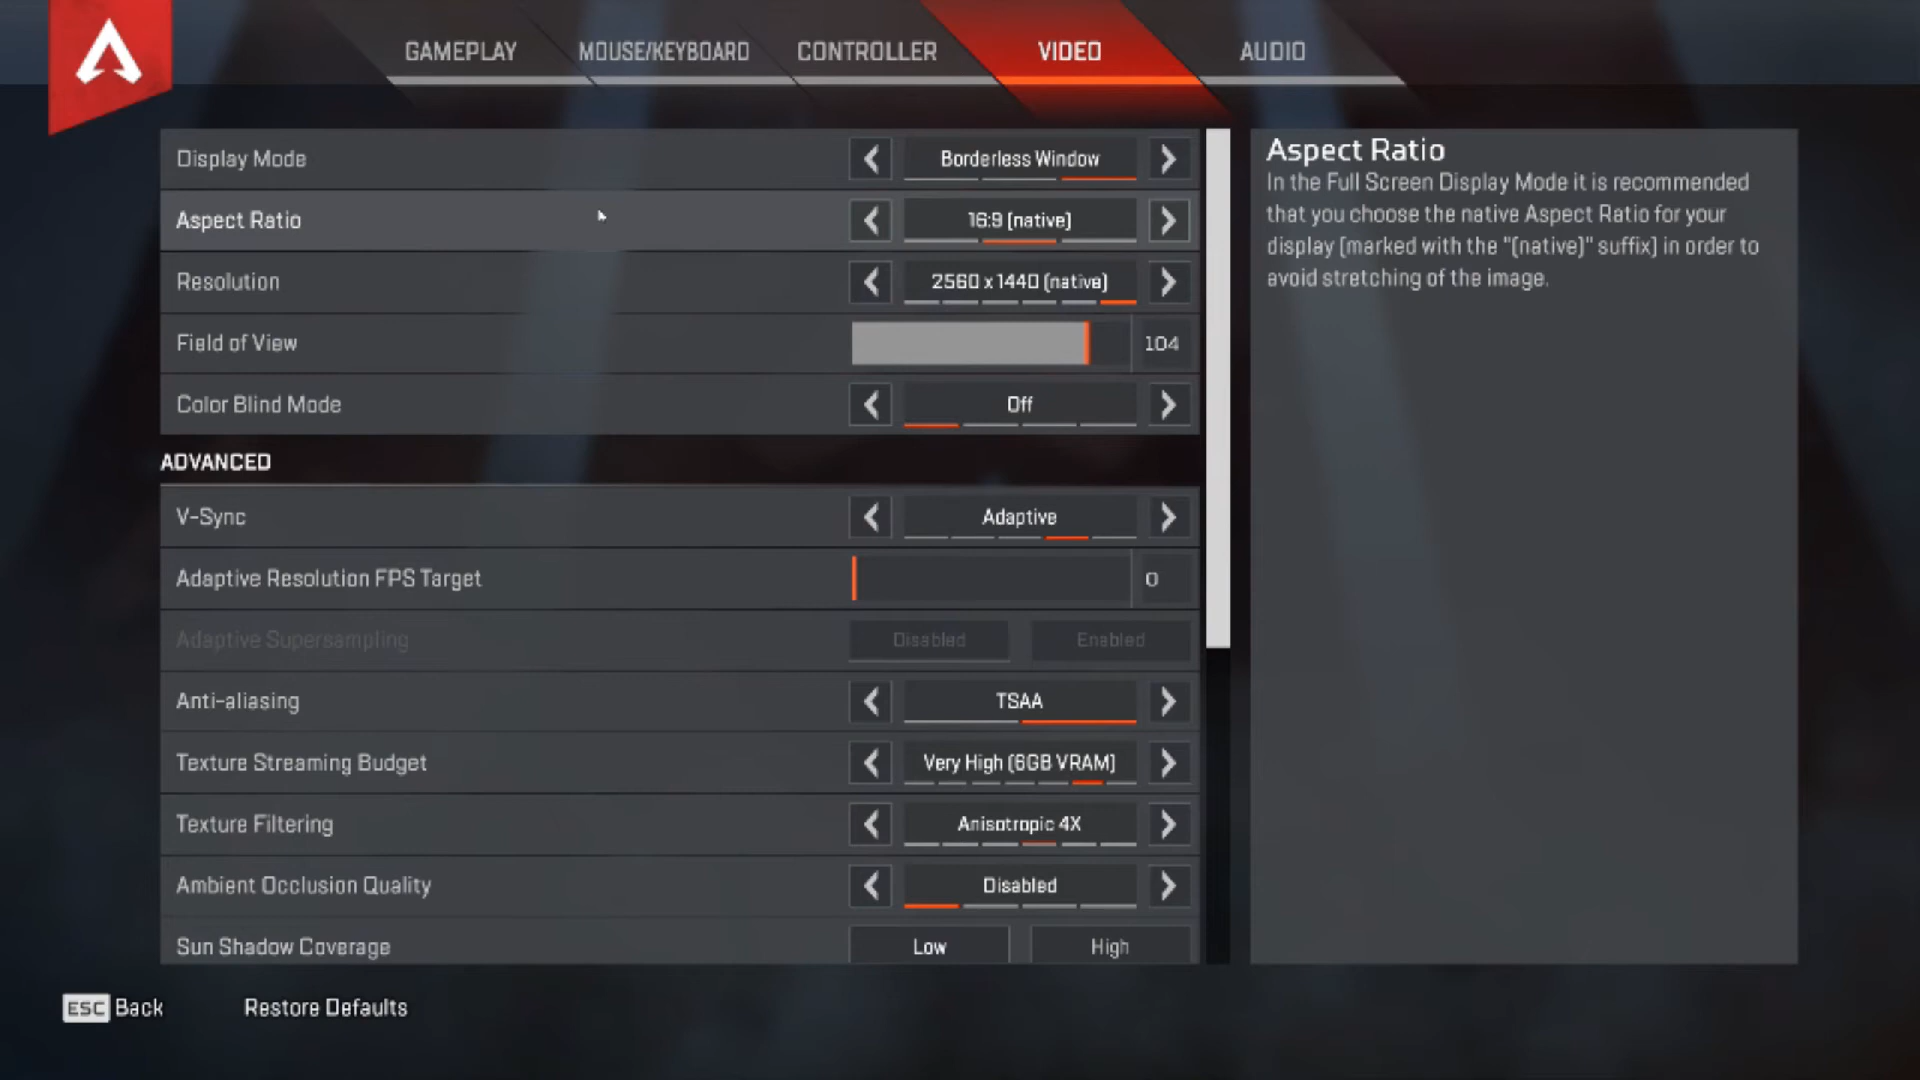 GAMEPLAY MOUSE/KEYBOARD CONTROLLER VIDEO AUDIO
Display Mode Borderless Window
Aspect Ratio 16:9 (native)
Resolution 2560 x 1440 (native)
Field of View 104
Color Blind Mode Off
ADVANCED
V-Sync Adaptive
Adaptive Resolution FPS Target 0
Adaptive Supersampling Disabled Enabled
Anti-aliasing TSAA
Texture Streaming Budget Very High (6GB VRAM)
Texture Filtering Anisotropic 4X
Ambient Occlusion Quality Disabled
Sun Shadow Coverage Low High
Aspect Ratio
In the Full Screen Display Mode it is recommended
that you choose the native Aspect Ratio for your
display (marked with the "(native)" suffix) in order to
avoid stretching of the image.
ESC Back Restore Defaults